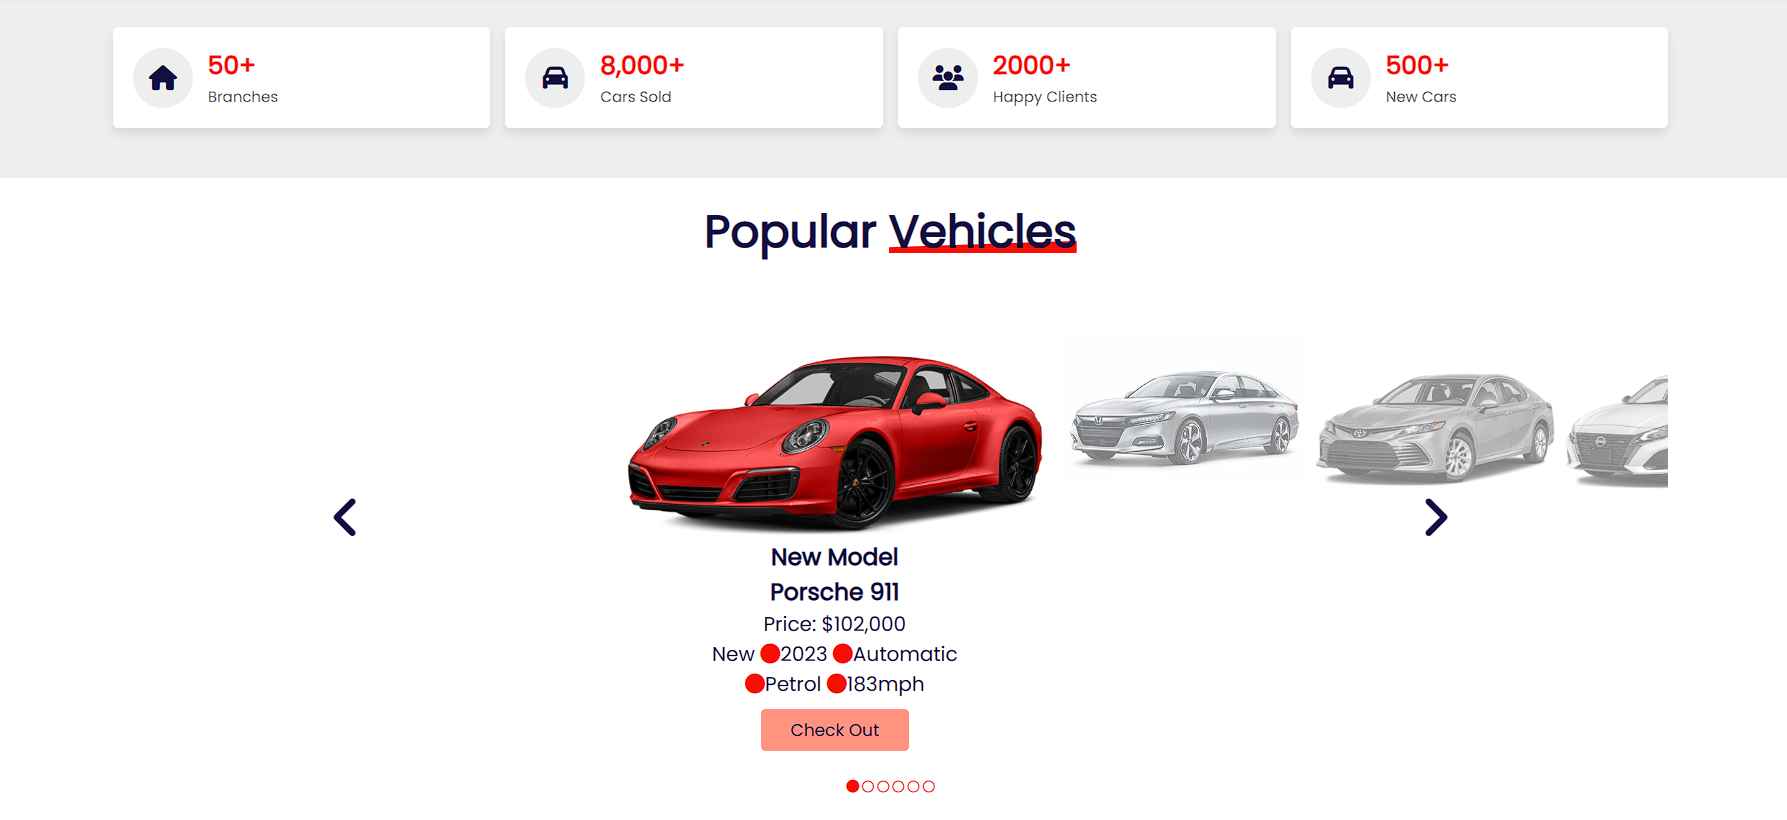 50+
Branches
8,000+
Cars Sold
2000+
Happy Clients
500+
New Cars
Popular Vehicles
New Model
Porsche 911
Price: $102,000
New 2023 Automatic
Petrol 183mph
Check Out